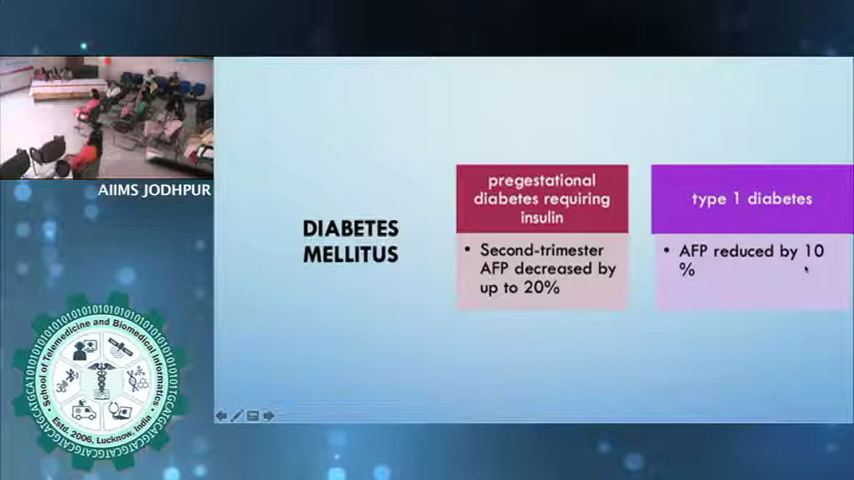 AIIMS JODHPUR
DIABETES
MELLITUS
pregestational
diabetes requiring
insulin
• Second-trimester
AFP decreased by
up to 20%
type 1 diabetes
• AFP reduced by 10
%
School of Telemedicine and Biomedical Informatics
Estd. 2006, Lucknow, India